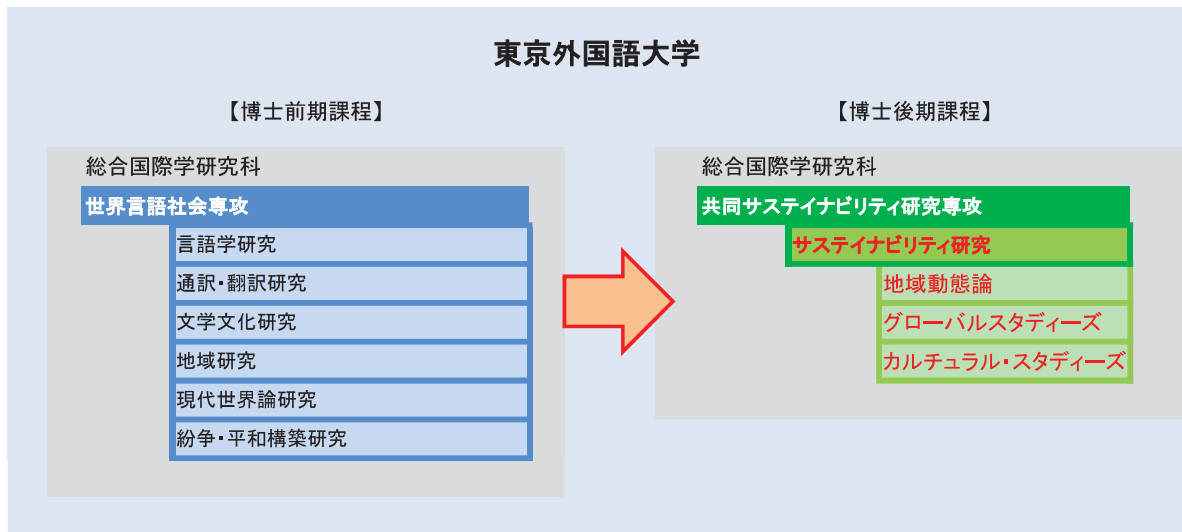 東京外国語大学
【博士前期課程】
総合国際学研究科
世界言語社会専攻
言語学研究
通訳・翻訳研究
文学文化研究
地域研究
現代世界論研究
紛争・平和構築研究
【博士後期課程】
総合国際学研究科
共同サステイナビリティ研究専攻
サステイナビリティ研究
地域動態論
グローバルスタディーズ
カルチュラル・スタディーズ